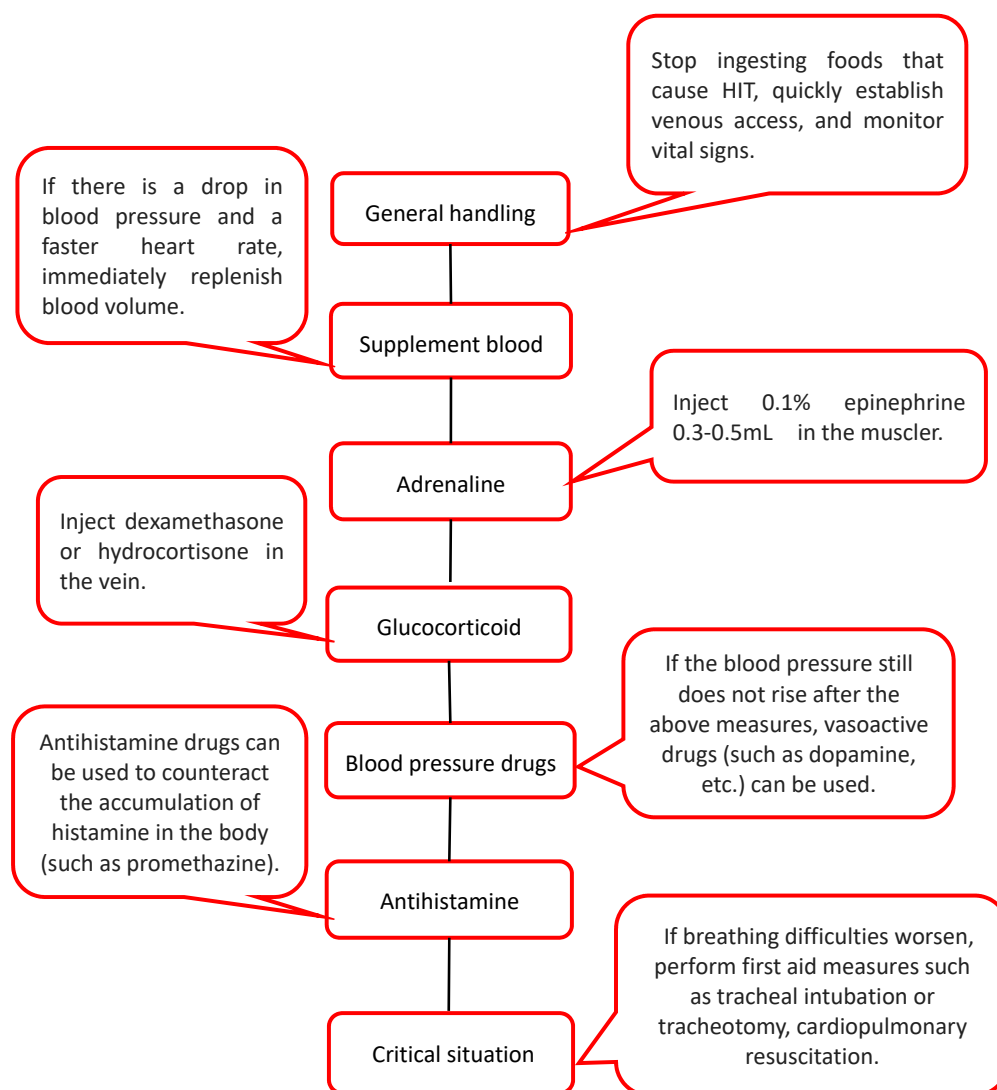 Stop ingesting foods that
cause HIT, quickly establish
venous access, and monitor
vital signs.
General handling
If there is a drop in
blood pressure and a
faster heart rate,
immediately replenish
blood volume.
Supplement blood
Inject 0.1% epinephrine
0.3-0.5mL in the muscler.
Adrenaline
Inject dexamethasone
or hydrocortisone in
the vein.
Glucocorticoid
If the blood pressure still
does not rise after the
above measures, vasoactive
drugs (such as dopamine,
etc.) can be used.
Blood pressure drugs
Antihistamine drugs can
be used to counteract
the accumulation of
histamine in the body
(such as promethazine).
Antihistamine
If breathing difficulties worsen,
perform first aid measures such
as tracheal intubation or
tracheotomy, cardiopulmonary
resuscitation.
Critical situation